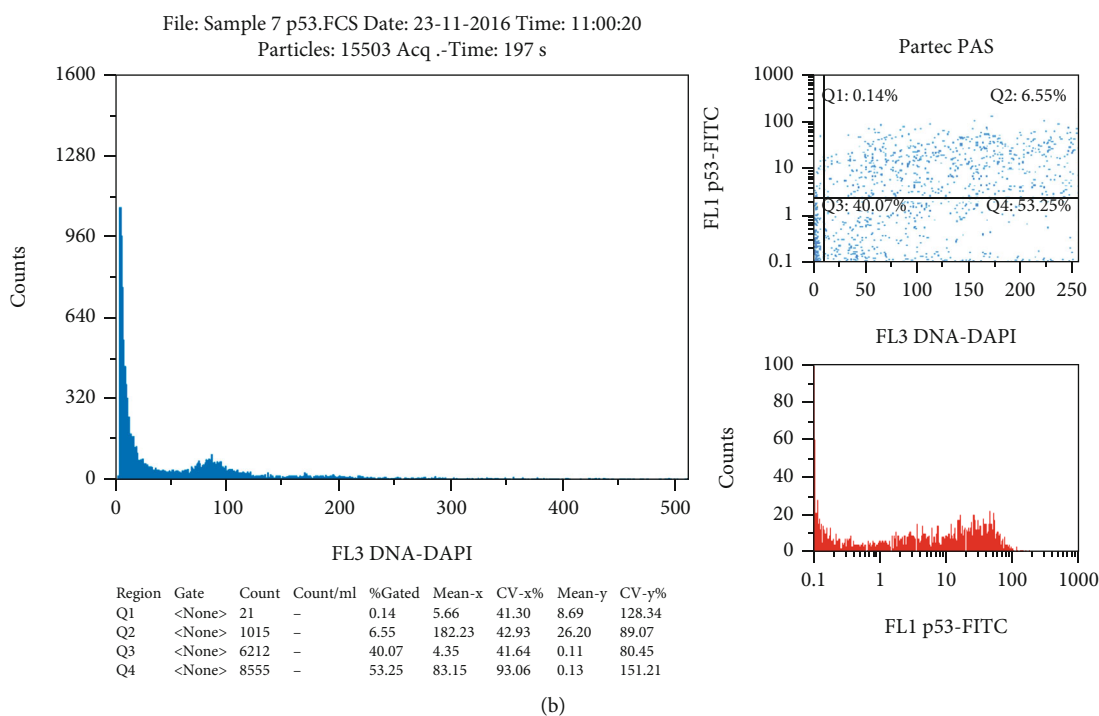 File: Sample 7 p53.FCS Date: 23-11-2016 Time: 11:00:20
Particles: 15503 Acq .-Time: 197 s
1600
1280
960
640
320
0
Counts
0 100 200 300 400 500
FL3 DNA-DAPI
Partec PAS
1000
100
10
1
0.1
FL1 p53-FITC
Q1: 0.14% Q2: 6.55%
Q3: 40.07% Q4: 53.25%
0 50 100 150 200 250
FL3 DNA-DAPI
100
80
60
40
20
0
Counts
0.1 1 10 100 1000
FL1 p53-FITC
Region Gate Count Count/ml %Gated Mean-x CV-x% Mean-y CV-y%
Q1 <None> 21 – 0.14 5.66 41.30 8.69 128.34
Q2 <None> 1015 – 6.55 182.23 42.93 26.20 89.07
Q3 <None> 6212 – 40.07 4.35 41.64 0.11 80.45
Q4 <None> 8555 – 53.25 83.15 93.06 0.13 151.21
(b)